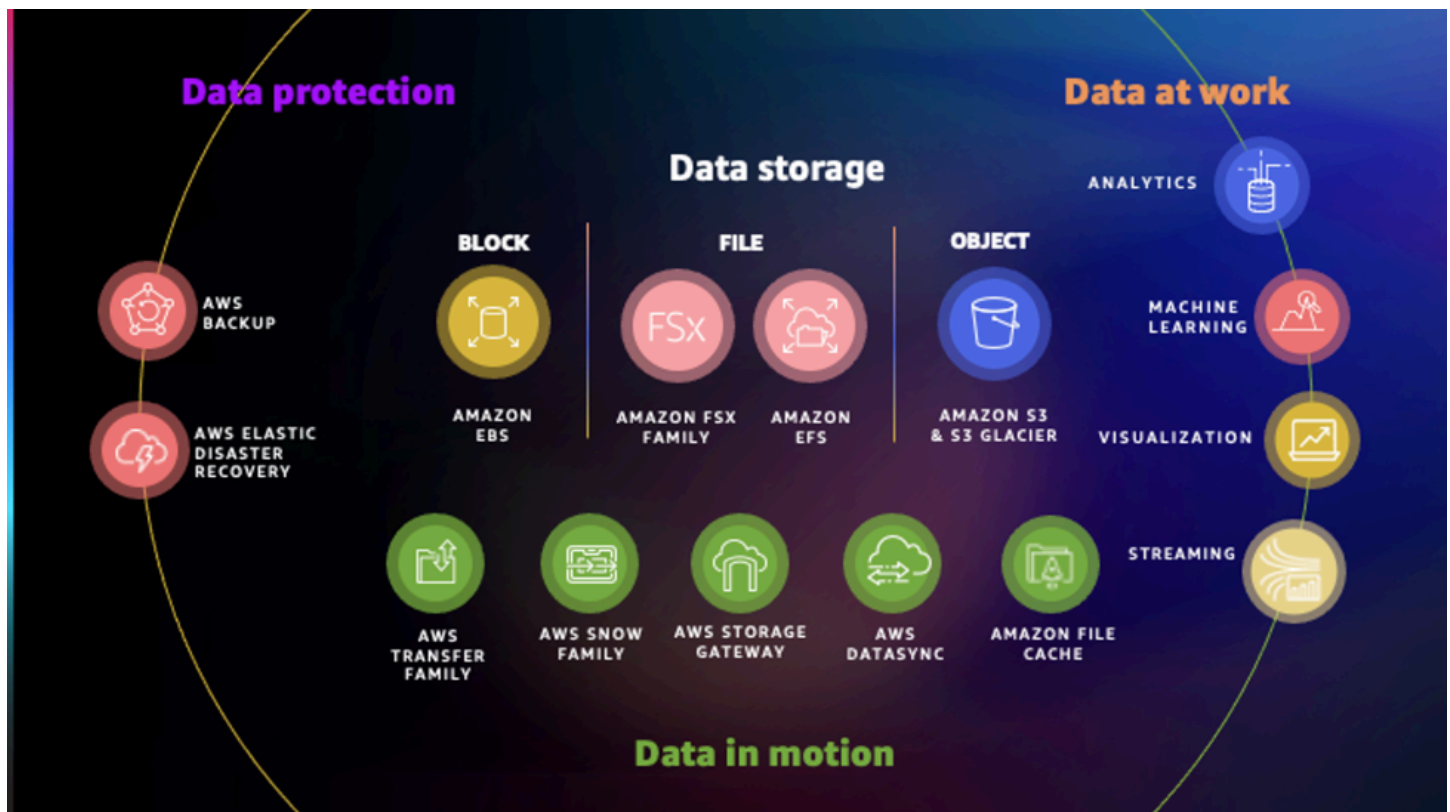 Data protection
Data at work
Data storage
ANALYTICS
BLOCK
FILE
OBJECT
AWS
BACKUP
FSx
MACHINE
LEARNING
AMAZON
EBS
AMAZON FSX
FAMILY
AMAZON
EFS
AMAZON S3
& S3 GLACIER
AWS ELASTIC
DISASTER
RECOVERY
VISUALIZATION
STREAMING
AWS
TRANSFER
FAMILY
AWS SNOW
FAMILY
AWS STORAGE
GATEWAY
AWS
DATASYNC
AMAZON FILE
CACHE
Data in motion